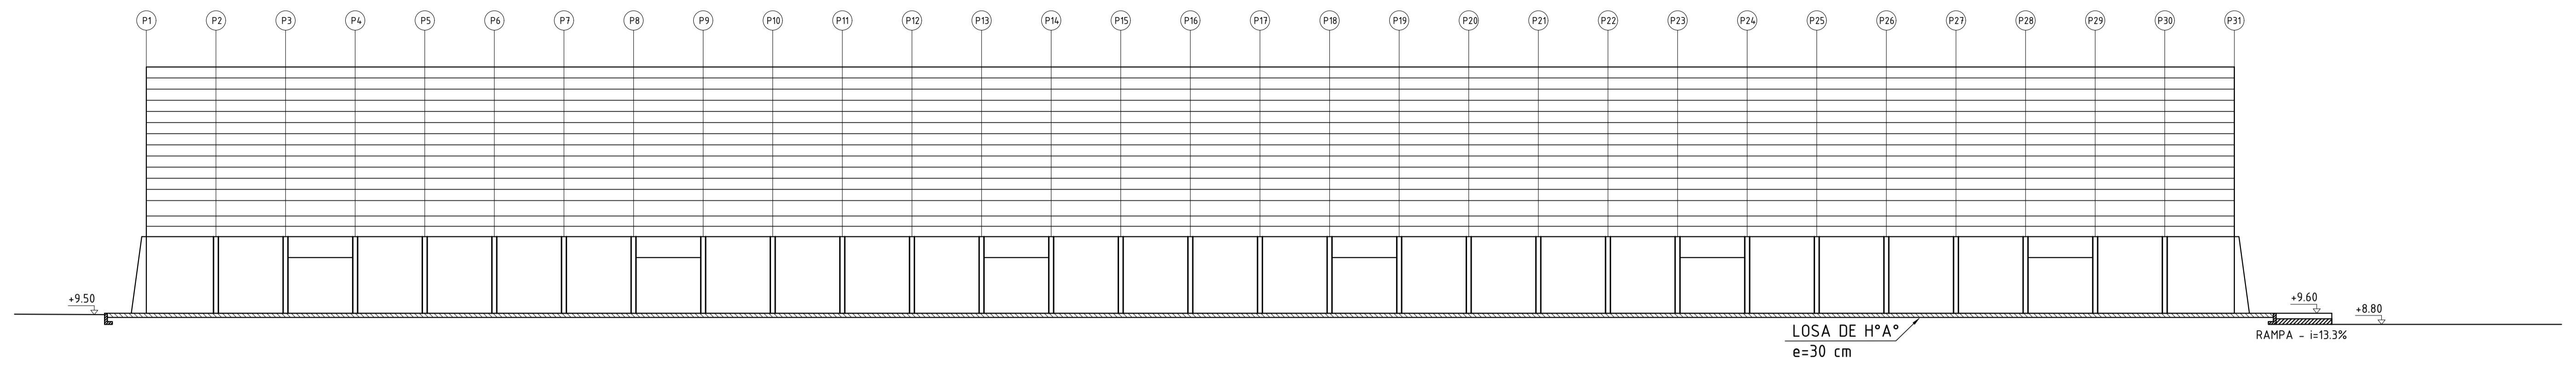 P1 P2 P3 P4 P5 P6 P7 P8 P9 P10 P11 P12 P13 P14 P15 P16 P17 P18 P19 P20 P21 P22 P23 P24 P25 P26 P27 P28 P29 P30 P31
+9.50
+9.60
+8.80
LOSA DE H°A°
e=30 cm
RAMPA - i=13.3%